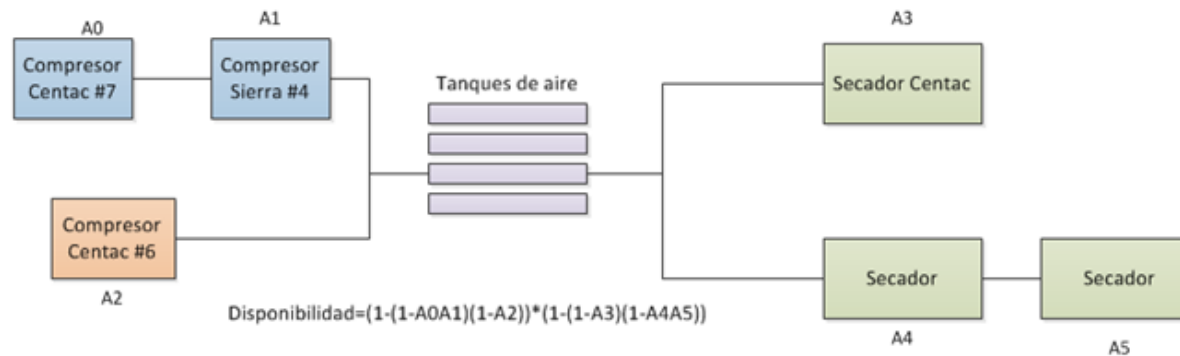 A0
A1
A3
Compresor
Centac #7
Compresor
Sierra #4
Tanques de aire
Secador Centac
Compresor
Centac #6
Secador
Secador
A2
Disponibilidad=(1-(1-A0A1)(1-A2))*(1-(1-A3)(1-A4A5))
A4
A5